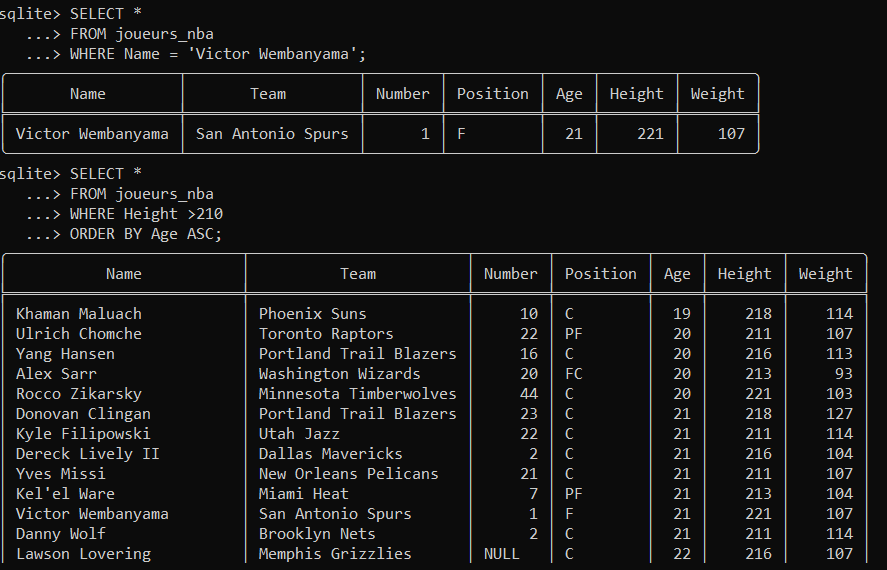 sqlite> SELECT *
...> FROM joueurs_nba
...> WHERE Name = 'Victor Wembanyama';
Name Team Number Position Age Height Weight
Victor Wembanyama San Antonio Spurs 1 F 21 221 107
sqlite> SELECT *
...> FROM joueurs_nba
...> WHERE Height >210
...> ORDER BY Age ASC;
Name Team Number Position Age Height Weight
Khaman Maluach Phoenix Suns 10 C 19 218 114
Ulrich Chomche Toronto Raptors 22 PF 20 211 107
Yang Hansen Portland Trail Blazers 16 C 20 216 113
Alex Sarr Washington Wizards 20 FC 20 213 93
Rocco Zikarsky Minnesota Timberwolves 44 C 20 221 103
Donovan Clingan Portland Trail Blazers 23 C 21 218 127
Kyle Filipowski Utah Jazz 22 C 21 211 114
Dereck Lively II Dallas Mavericks 2 C 21 216 104
Yves Missi New Orleans Pelicans 21 C 21 211 107
Kel'el Ware Miami Heat 7 PF 21 213 104
Victor Wembanyama San Antonio Spurs 1 F 21 221 107
Danny Wolf Brooklyn Nets 2 C 21 211 114
Lawson Lovering Memphis Grizzlies NULL C 22 216 107